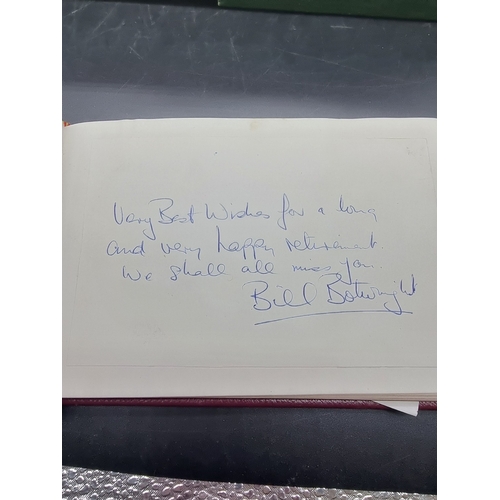 Very Best Wishes for a long
and very happy retirement.
We shall all miss you.
Bill Botwright